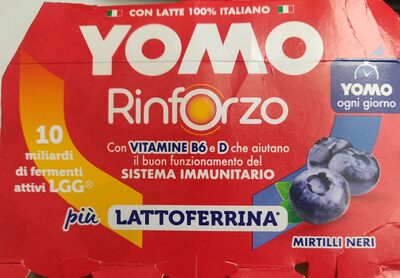 CON LATTE 100% ITALIANO
YOMO
RinfOrzo
YOMO
ogni giorno
Con VITAMINE B6 e D che aiutano
il buon funzionamento del
SISTEMA IMMUNITARIO
10
miliardi
di fermenti
attivi LGG®
più LATTOFERRINA*
MIRTILLI NERI